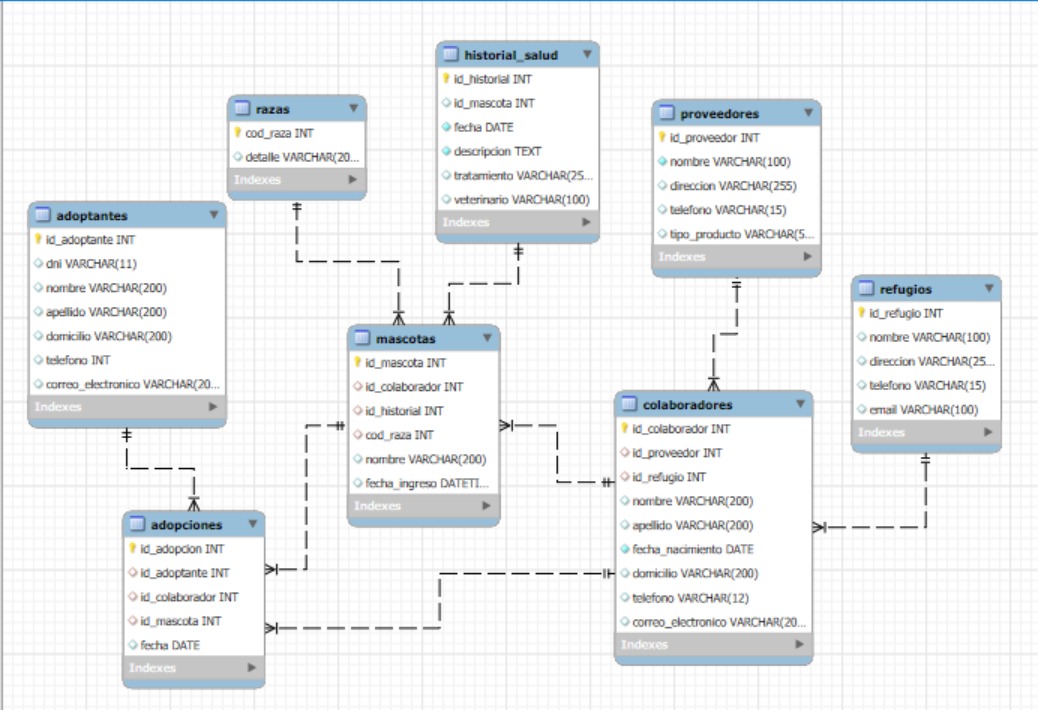 historial_salud
id_historial INT
id_mascota INT
fecha DATE
descripcion TEXT
tratamiento VARCHAR(25...
veterinario VARCHAR(100)
Indexes
razas
cod_raza INT
detalle VARCHAR(20...
Indexes
proveedores
id_proveedor INT
nombre VARCHAR(100)
direccion VARCHAR(255)
telefono VARCHAR(15)
tipo_producto VARCHAR(5...
Indexes
adoptantes
id_adoptante INT
dni VARCHAR(11)
nombre VARCHAR(200)
apellido VARCHAR(200)
domicilio VARCHAR(200)
telefono INT
correo_electronico VARCHAR(20...
Indexes
refugios
id_refugio INT
nombre VARCHAR(100)
direccion VARCHAR(25...
telefono VARCHAR(15)
email VARCHAR(100)
Indexes
mascotas
id_mascota INT
id_colaborador INT
id_historial INT
cod_raza INT
nombre VARCHAR(200)
fecha_ingreso DATETI...
Indexes
colaboradores
id_colaborador INT
id_proveedor INT
id_refugio INT
nombre VARCHAR(200)
apellido VARCHAR(200)
fecha_nacimiento DATE
domicilio VARCHAR(200)
telefono VARCHAR(12)
correo_electronico VARCHAR(20...
Indexes
adopciones
id_adopcion INT
id_adoptante INT
id_colaborador INT
id_mascota INT
fecha DATE
Indexes